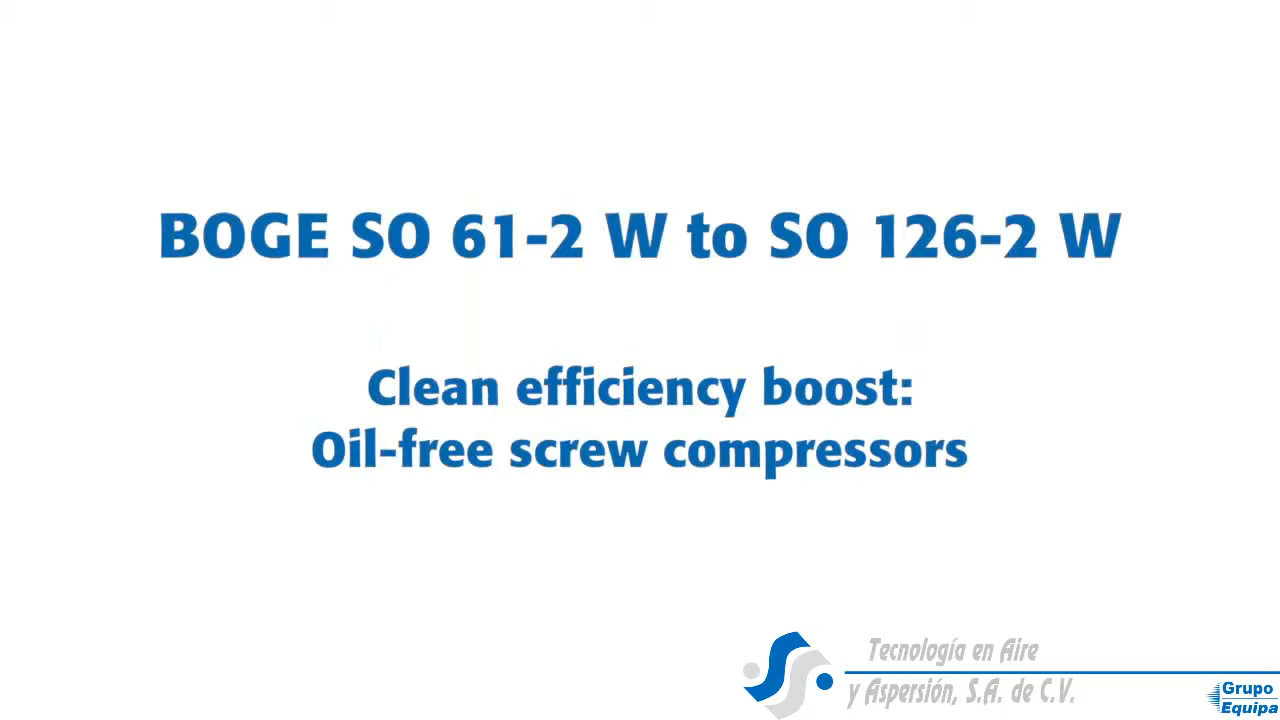 BOGE SO 61-2 W to SO 126-2 W
Clean efficiency boost:
Oil-free screw compressors
Tecnología en Aire
y Aspersión, S.A. de C.V.
Grupo
Equipa